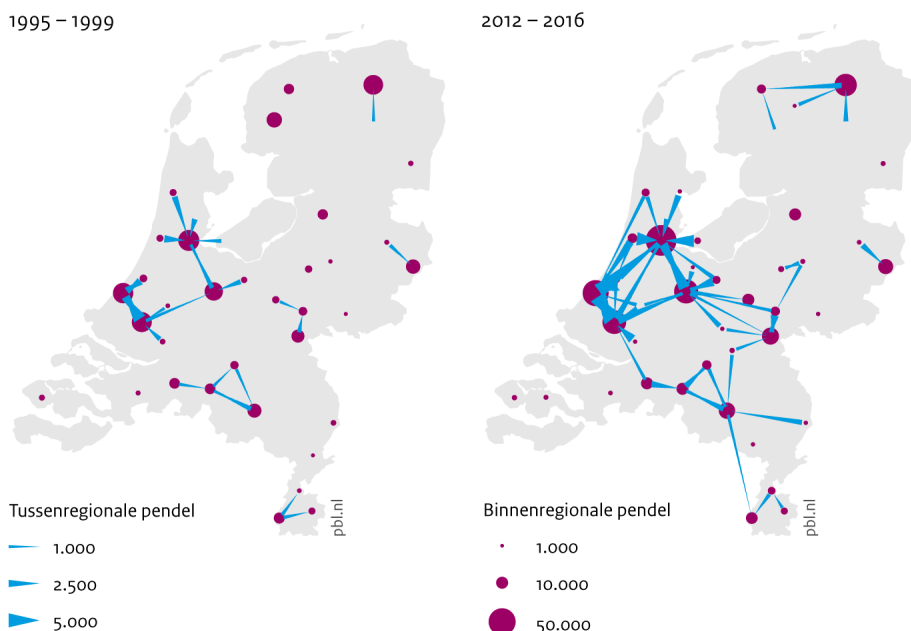 1995 – 1999
2012 – 2016
Tussenregionale pendel
1.000
2.500
5.000
pbl.nl
Binnenregionale pendel
1.000
10.000
50.000
pbl.nl